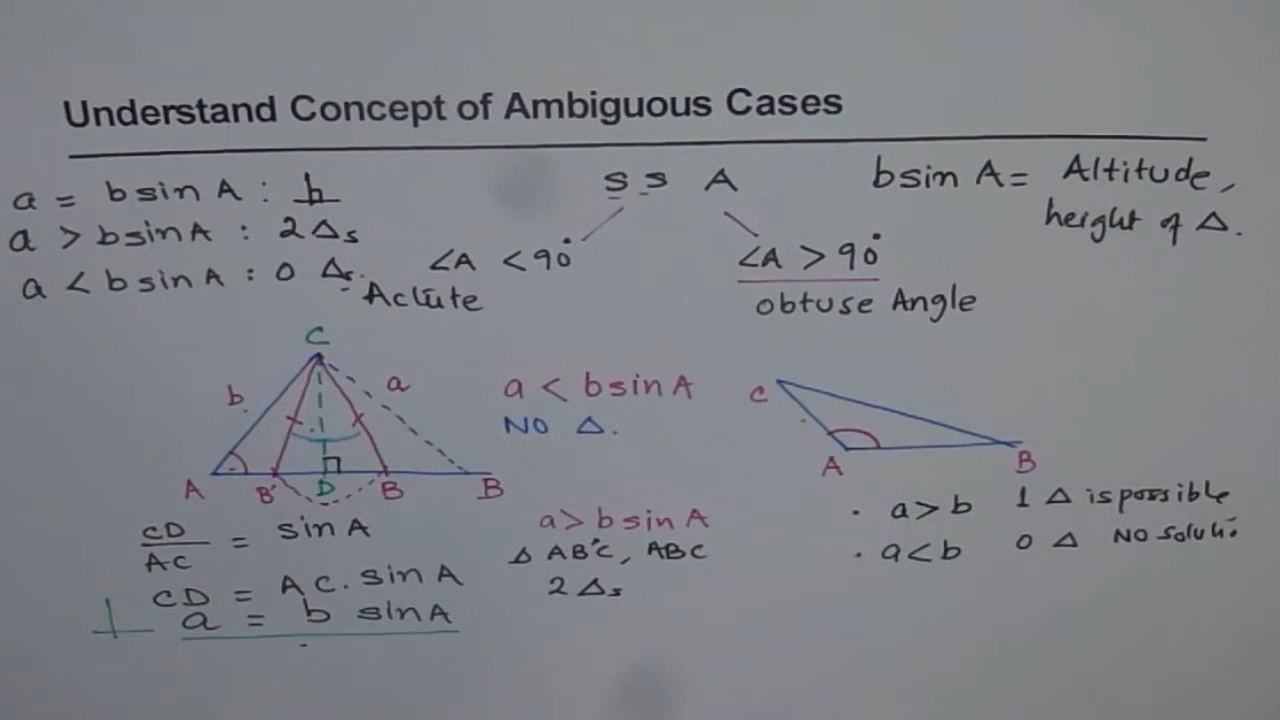 Understand Concept of Ambiguous Cases
a = b sin A : h
a > b sin A : 2 Δs
a < b sin A : 0 Δs.
S S A
∠A < 90°
Aclute
∠A > 90°
obtuse Angle
b sin A = Altitude,
height of Δ.
C
b
a
A
B'
D
B
B
a < b sin A
NO Δ.
a > b sin A
Δ AB'C, ABC
2 Δs
CD / AC = sin A
CD = AC. sin A
a = b sin A
C
A
B
. a > b 1 Δ is possible
. a < b 0 Δ NO Soluti